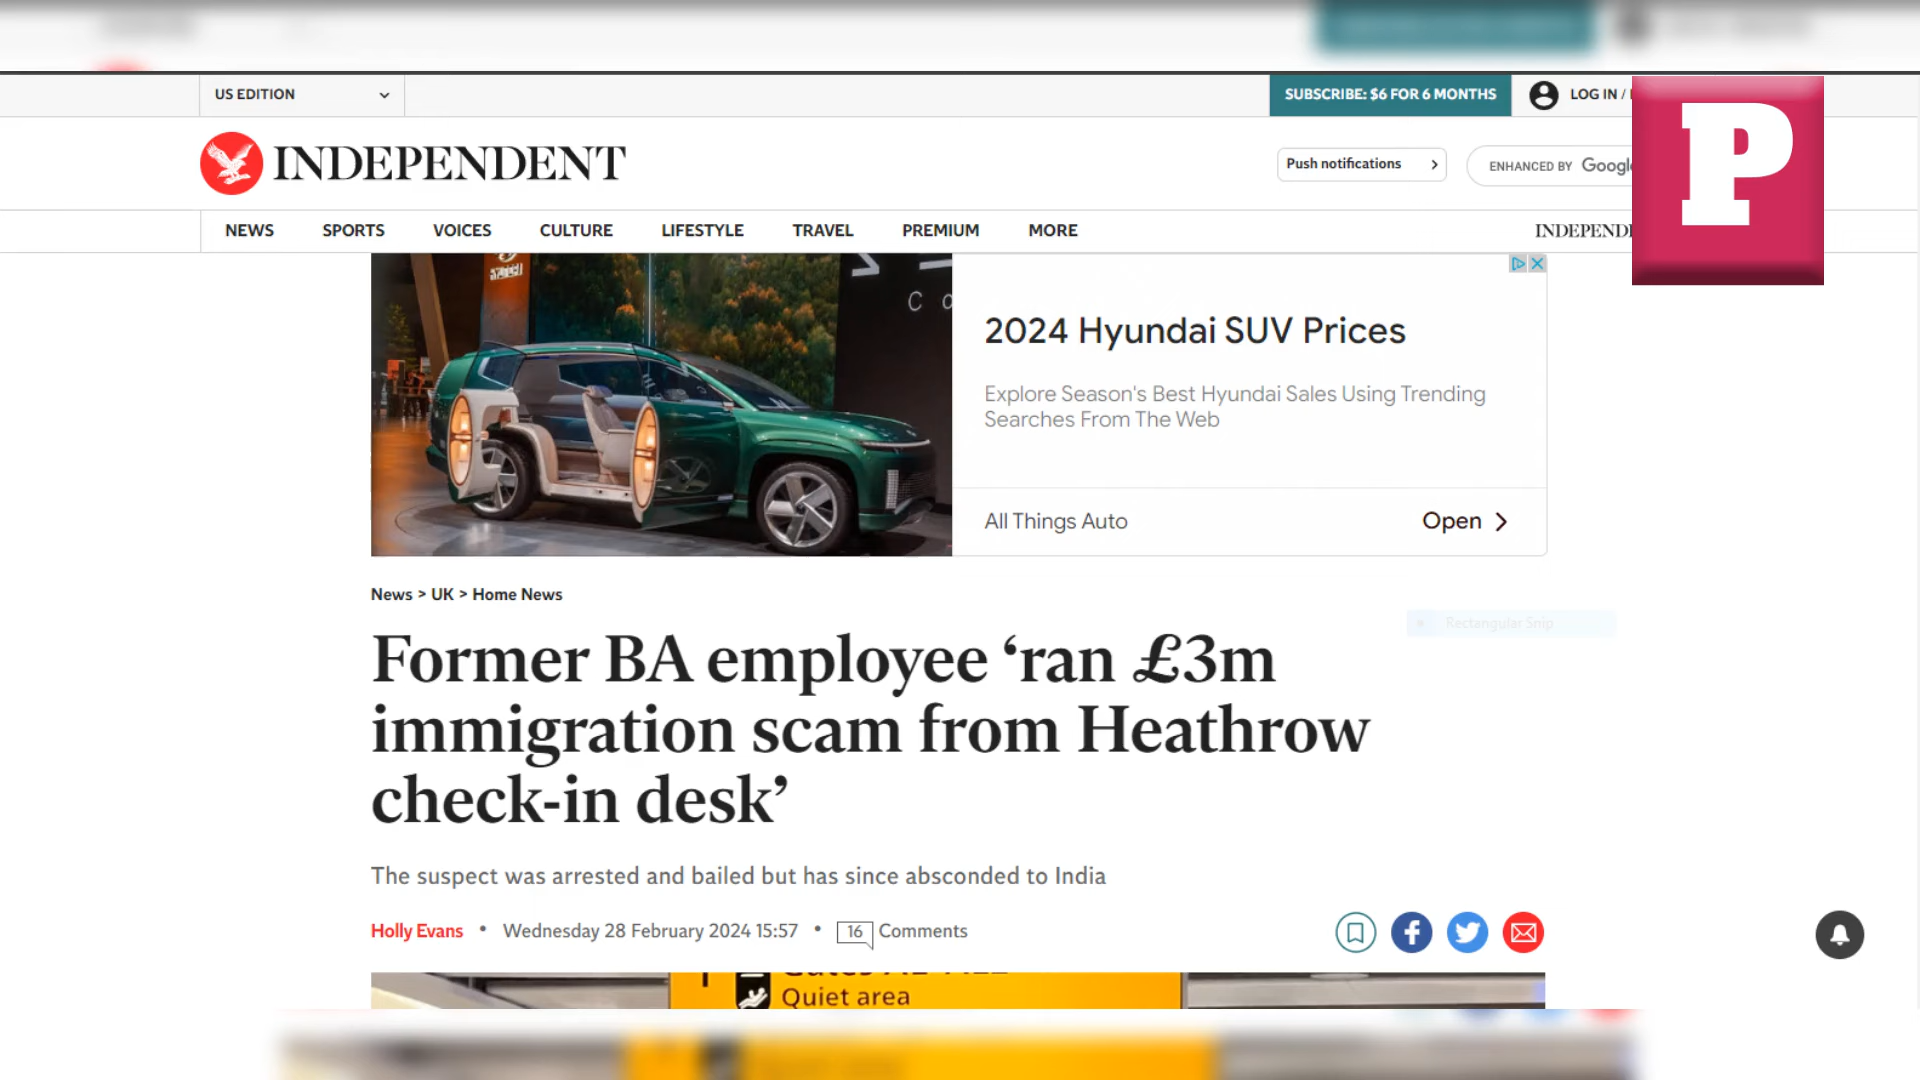 US EDITION
SUBSCRIBE: $6 FOR 6 MONTHS
LOG IN /
P
INDEPENDENT
Push notifications
ENHANCED BY Google
NEWS
SPORTS
VOICES
CULTURE
LIFESTYLE
TRAVEL
PREMIUM
MORE
INDEPENDE
2024 Hyundai SUV Prices
Explore Season's Best Hyundai Sales Using Trending
Searches From The Web
All Things Auto
Open
News > UK > Home News
Rectangular Snip
Former BA employee ‘ran £3m
immigration scam from Heathrow
check-in desk’
The suspect was arrested and bailed but has since absconded to India
Holly Evans • Wednesday 28 February 2024 15:57 • 16 Comments
Quiet area